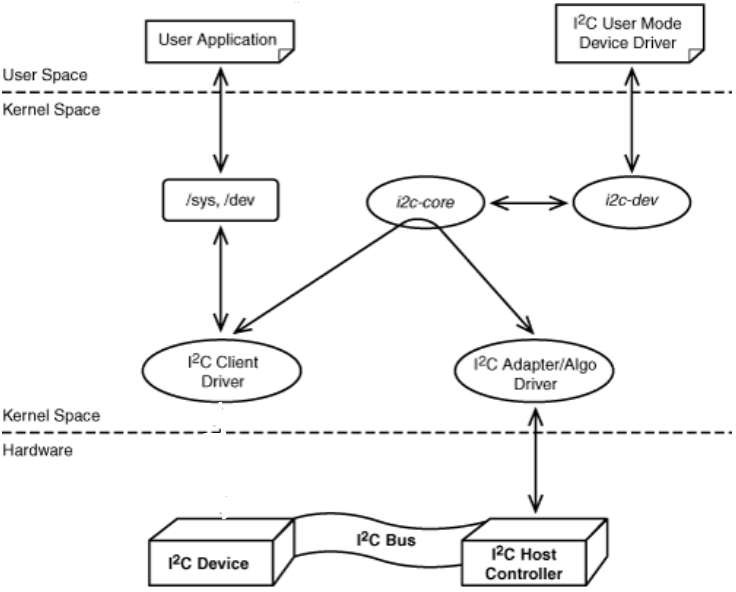 User Application
I²C User Mode
Device Driver
User Space
Kernel Space
/sys, /dev
i2c-core
i2c-dev
I²C Client
Driver
I²C Adapter/Algo
Driver
Kernel Space
Hardware
I²C Bus
I²C Device
I²C Host
Controller